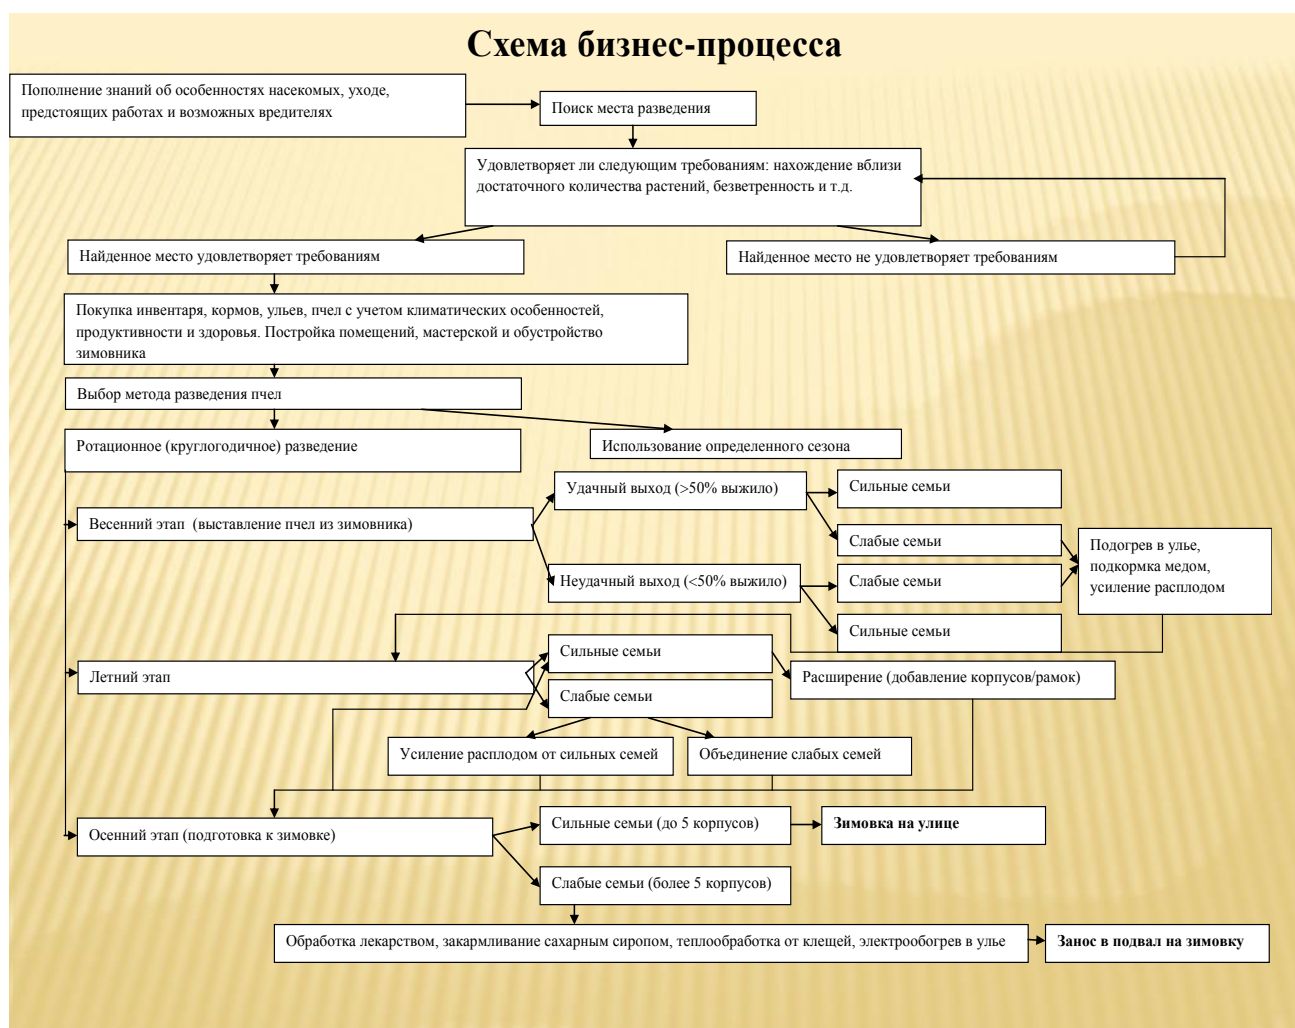 Схема бизнес-процесса
Пополнение знаний об особенностях насекомых, уходе,
предстоящих работах и возможных вредителях
Поиск места разведения
Удовлетворяет ли следующим требованиям: нахождение вблизи
достаточного количества растений, безветренность и т.д.
Найденное место удовлетворяет требованиям
Найденное место не удовлетворяет требованиям
Покупка инвентаря, кормов, ульев, пчел с учетом климатических особенностей,
продуктивности и здоровья. Постройка помещений, мастерской и обустройство
зимовника
Выбор метода разведения пчел
Ротационное (круглогодичное) разведение
Использование определенного сезона
Удачный выход (>50% выжило)
Сильные семьи
Весенний этап (выставление пчел из зимовника)
Слабые семьи
Подогрев в улье,
подкормка медом,
усиление расплодом
Неудачный выход (<50% выжило)
Слабые семьи
Сильные семьи
Сильные семьи
Летний этап
Расширение (добавление корпусов/рамок)
Слабые семьи
Усиление расплодом от сильных семей
Объединение слабых семей
Осенний этап (подготовка к зимовке)
Сильные семьи (до 5 корпусов)
Зимовка на улице
Слабые семьи (более 5 корпусов)
Обработка лекарством, закармливание сахарным сиропом, теплообработка от клещей, электрообогрев в улье
Занос в подвал на зимовку